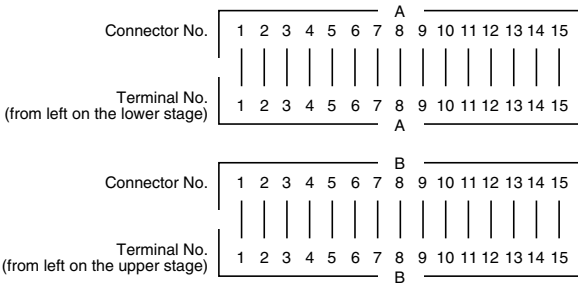 A
Connector No. 1 2 3 4 5 6 7 8 9 10 11 12 13 14 15
Terminal No.
(from left on the lower stage) 1 2 3 4 5 6 7 8 9 10 11 12 13 14 15
A
B
Connector No. 1 2 3 4 5 6 7 8 9 10 11 12 13 14 15
Terminal No.
(from left on the upper stage) 1 2 3 4 5 6 7 8 9 10 11 12 13 14 15
B